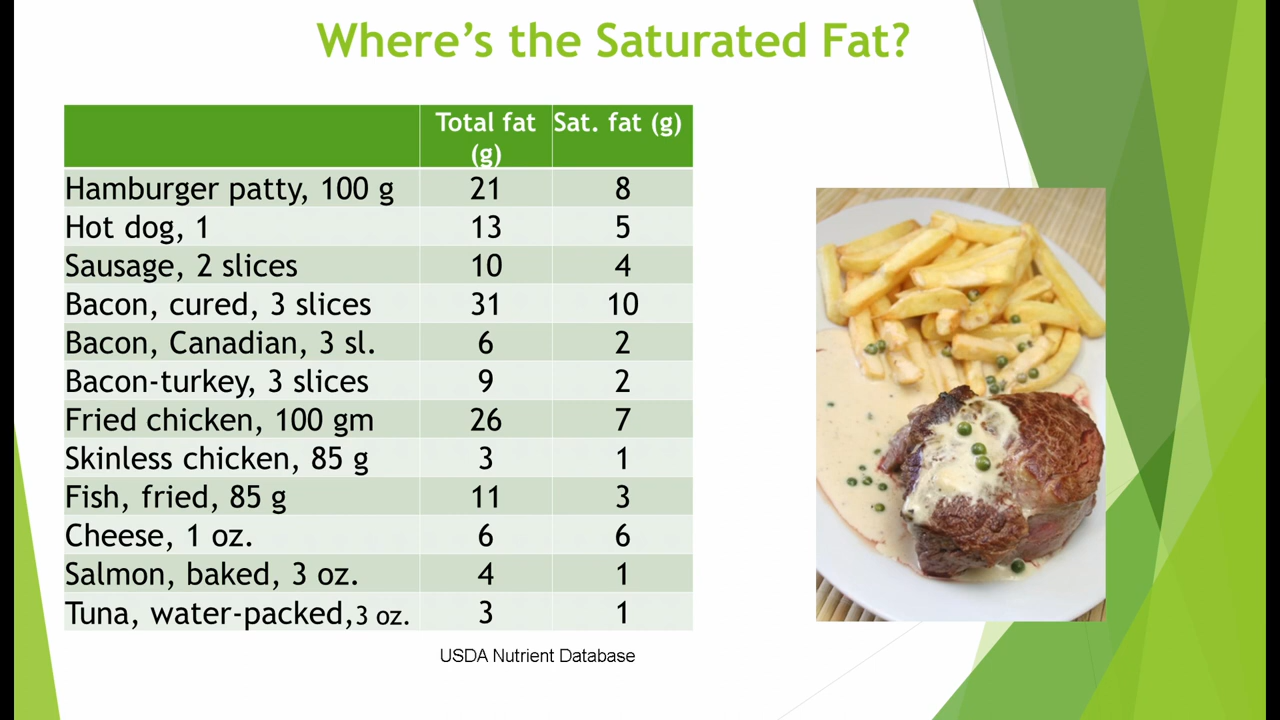 Where’s the Saturated Fat?
Total fat (g) Sat. fat (g)
Hamburger patty, 100 g 21 8
Hot dog, 1 13 5
Sausage, 2 slices 10 4
Bacon, cured, 3 slices 31 10
Bacon, Canadian, 3 sl. 6 2
Bacon-turkey, 3 slices 9 2
Fried chicken, 100 gm 26 7
Skinless chicken, 85 g 3 1
Fish, fried, 85 g 11 3
Cheese, 1 oz. 6 6
Salmon, baked, 3 oz. 4 1
Tuna, water-packed,3 oz. 3 1
USDA Nutrient Database